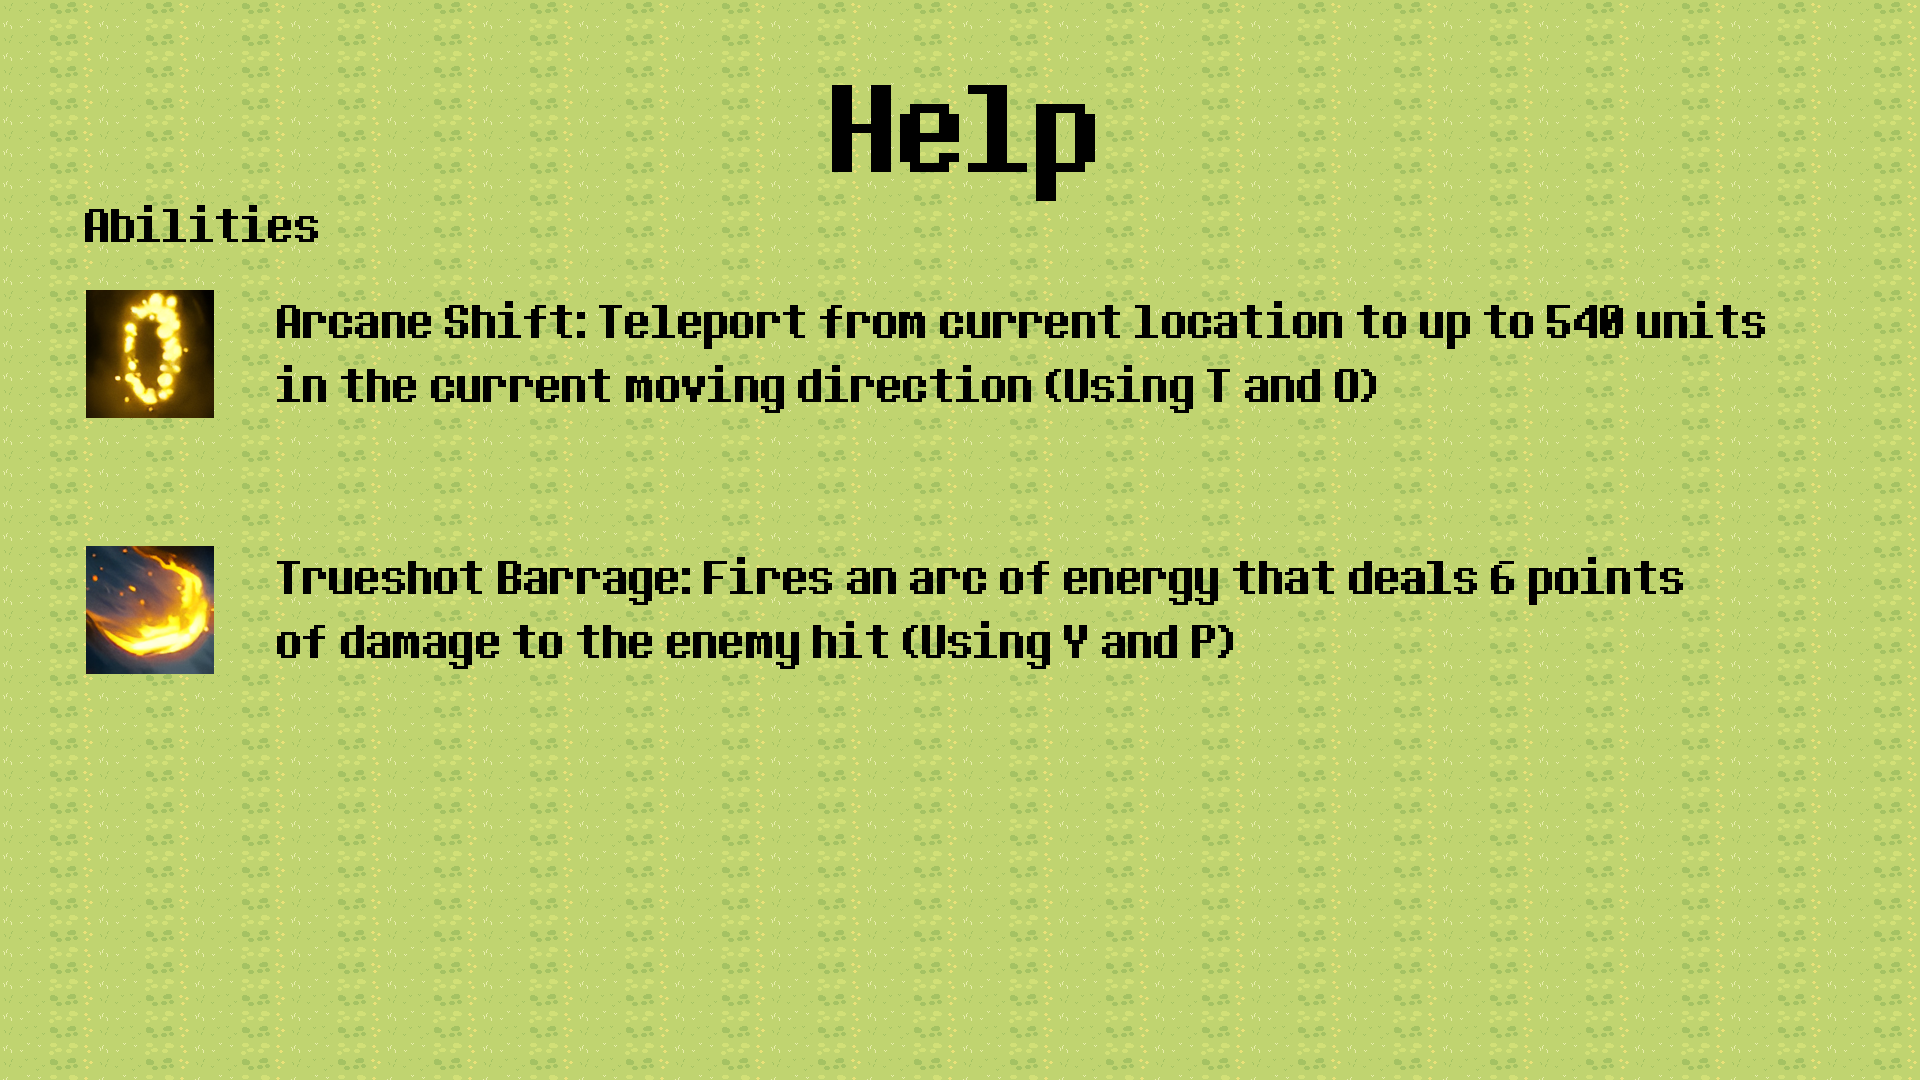 Help
Abilities
Arcane Shift: Teleport from current location to up to 540 units
in the current moving direction (Using T and O)
Trueshot Barrage: Fires an arc of energy that deals 6 points
of damage to the enemy hit (Using Y and P)